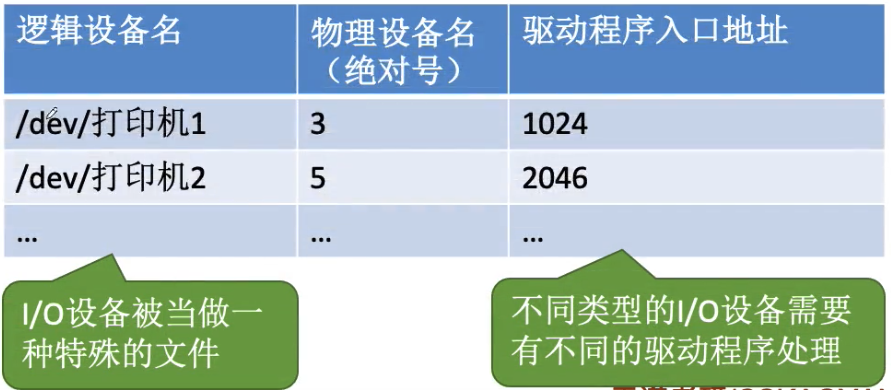 逻辑设备名 物理设备名 驱动程序入口地址
（绝对号）
/dev/打印机1 3 1024
/dev/打印机2 5 2046
... ... ...
I/O设备被当做一
种特殊的文件
不同类型的I/O设备需要
有不同的驱动程序处理